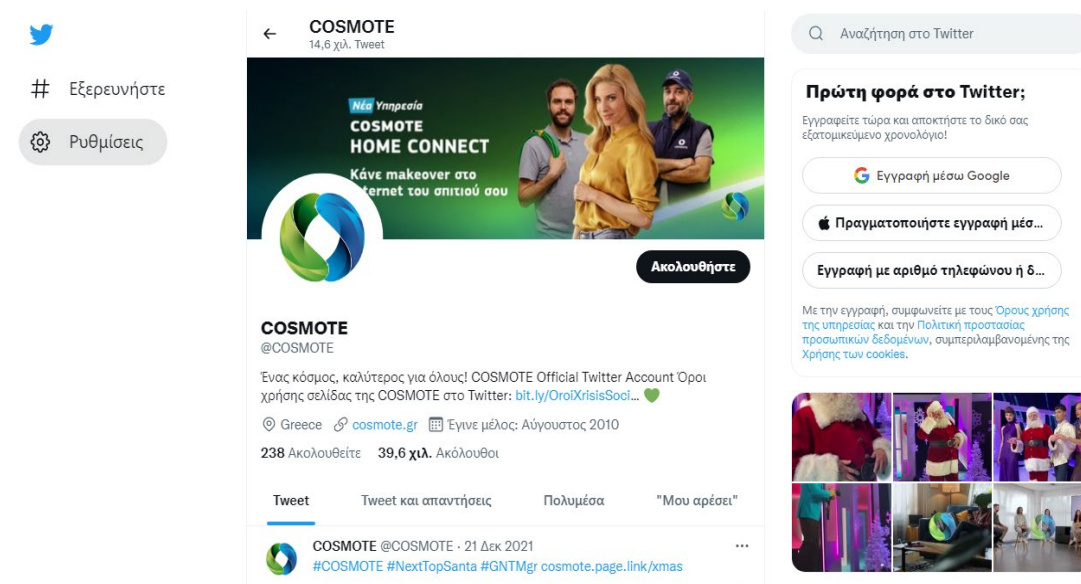 Εξερευνήστε
Ρυθμίσεις
COSMOTE
14,6 χιλ. Tweet
Νέα Υπηρεσία
COSMOTE
HOME CONNECT
Κάνε makeover στο
ternet του σπιτιού σου
Ακολουθήστε
COSMOTE
@COSMOTE
Ένας κόσμος, καλύτερος για όλους! COSMOTE Official Twitter Account Όροι
χρήσης σελίδας της COSMOTE στο Twitter: bit.ly/OroiXrisisSoci… 💚
Greece cosmote.gr Έγινε μέλος: Αύγουστος 2010
238 Ακολουθείτε 39,6 χιλ. Ακόλουθοι
Tweet Tweet και απαντήσεις Πολυμέσα "Μου αρέσει"
COSMOTE @COSMOTE · 21 Δεκ 2021
#COSMOTE #NextTopSanta #GNTMgr cosmote.page.link/xmas
Αναζήτηση στο Twitter
Πρώτη φορά στο Twitter;
Εγγραφείτε τώρα και αποκτήστε το δικό σας
εξατομικευμένο χρονολόγιο!
Εγγραφή μέσω Google
Πραγματοποιήστε εγγραφή μέσ...
Εγγραφή με αριθμό τηλεφώνου ή δ...
Με την εγγραφή, συμφωνείτε με τους Όρους χρήσης
της υπηρεσίας και την Πολιτική προστασίας
προσωπικών δεδομένων, συμπεριλαμβανομένης της
Χρήσης των cookies.